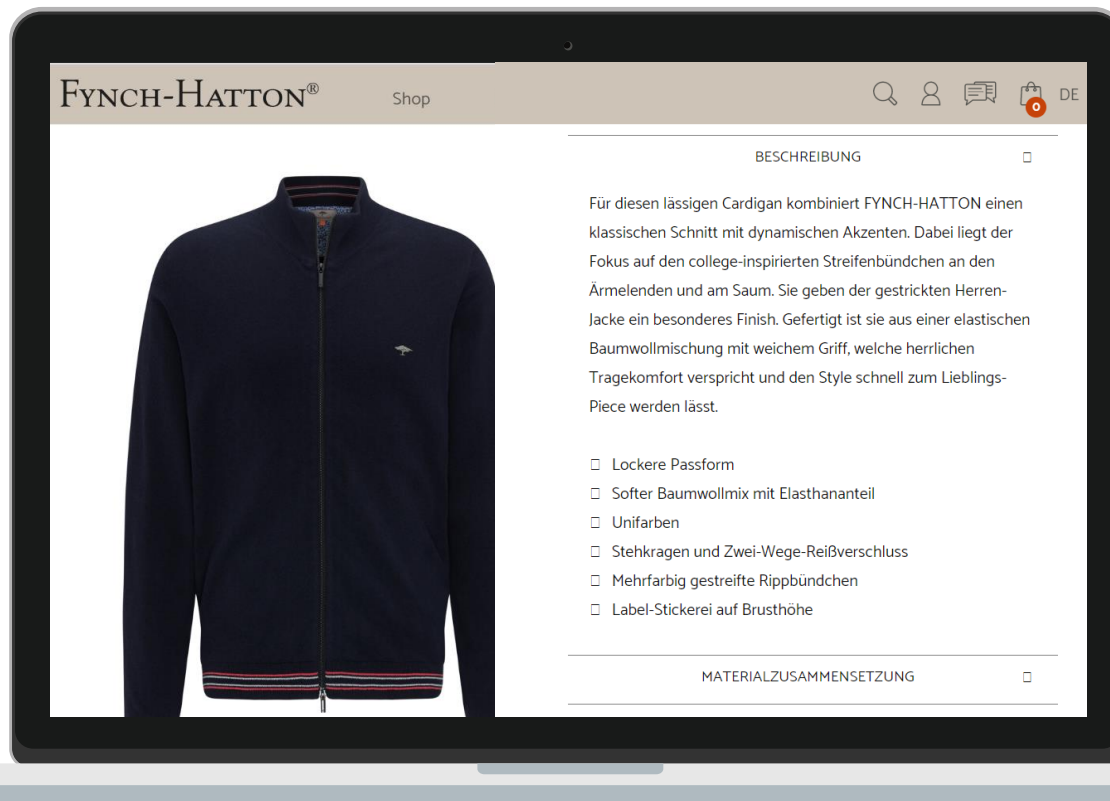 FYNCH-HATTON®
Shop
0
DE
BESCHREIBUNG
Für diesen lässigen Cardigan kombiniert FYNCH-HATTON einen
klassischen Schnitt mit dynamischen Akzenten. Dabei liegt der
Fokus auf den college-inspirierten Streifenbündchen an den
Ärmelenden und am Saum. Sie geben der gestrickten Herren-
Jacke ein besonderes Finish. Gefertigt ist sie aus einer elastischen
Baumwollmischung mit weichem Griff, welche herrlichen
Tragekomfort verspricht und den Style schnell zum Lieblings-
Piece werden lässt.
Lockere Passform
Softer Baumwollmix mit Elasthananteil
Unifarben
Stehkragen und Zwei-Wege-Reißverschluss
Mehrfarbig gestreifte Rippbündchen
Label-Stickerei auf Brusthöhe
MATERIALZUSAMMENSETZUNG